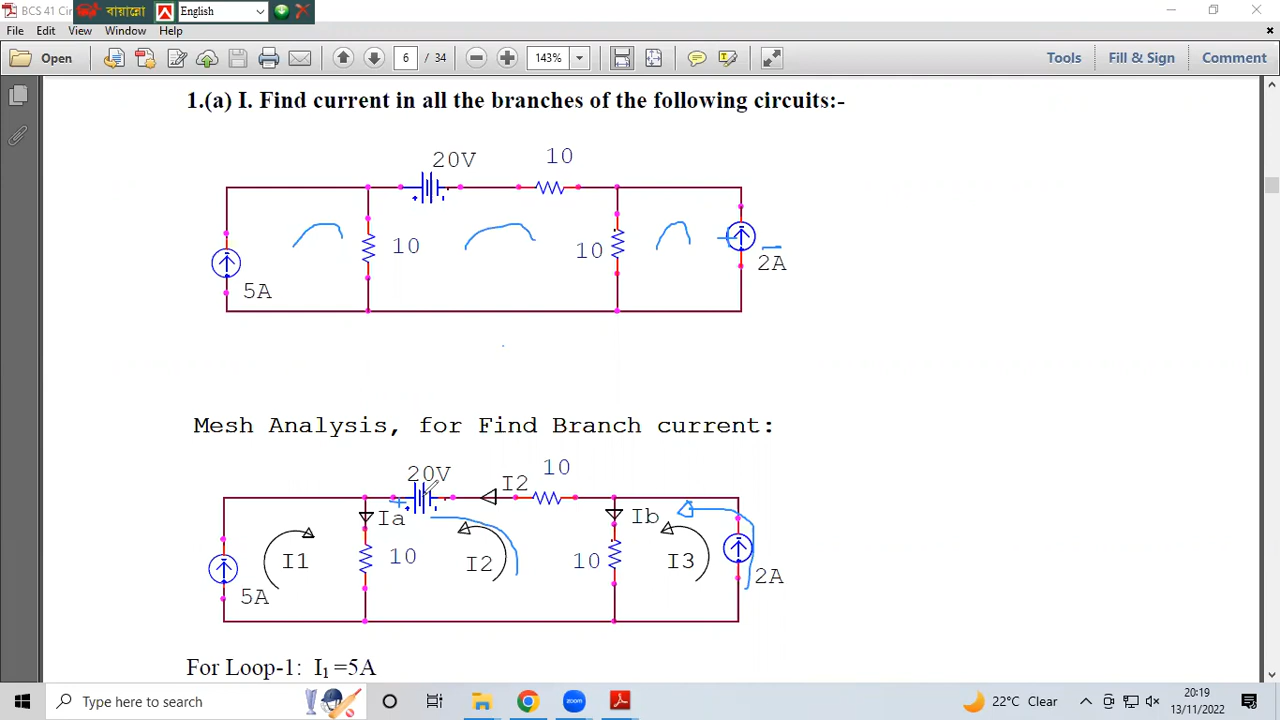 BCS 41 Cir
বায়ান্নো
English
File Edit View Window Help
Open
6 / 34
143%
Tools
Fill & Sign
Comment
1.(a) I. Find current in all the branches of the following circuits:-
20V
10
10
10
5A
2A
Mesh Analysis, for Find Branch current:
20V
10
I2
Ia
Ib
10
10
I1
I2
I3
5A
2A
For Loop-1: I₁ =5A
Type here to search
zoom
22°C Clear
20:19
13/11/2022